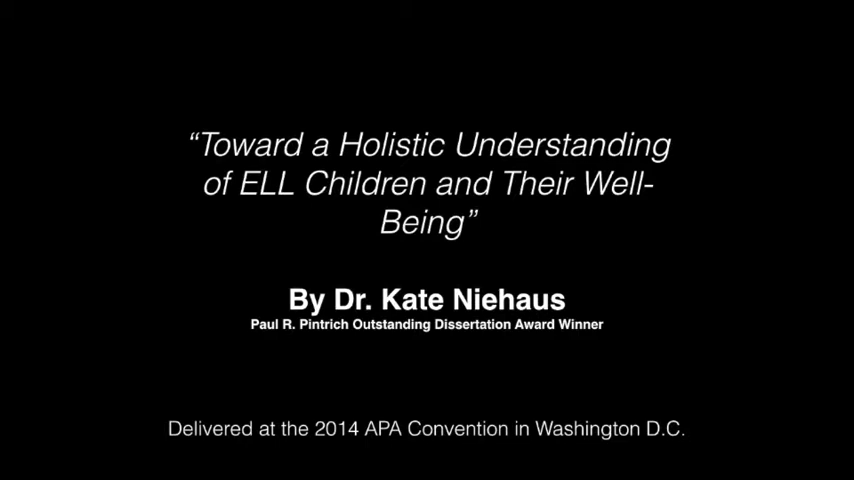 “Toward a Holistic Understanding
of ELL Children and Their Well-
Being”
By Dr. Kate Niehaus
Paul R. Pintrich Outstanding Dissertation Award Winner
Delivered at the 2014 APA Convention in Washington D.C.